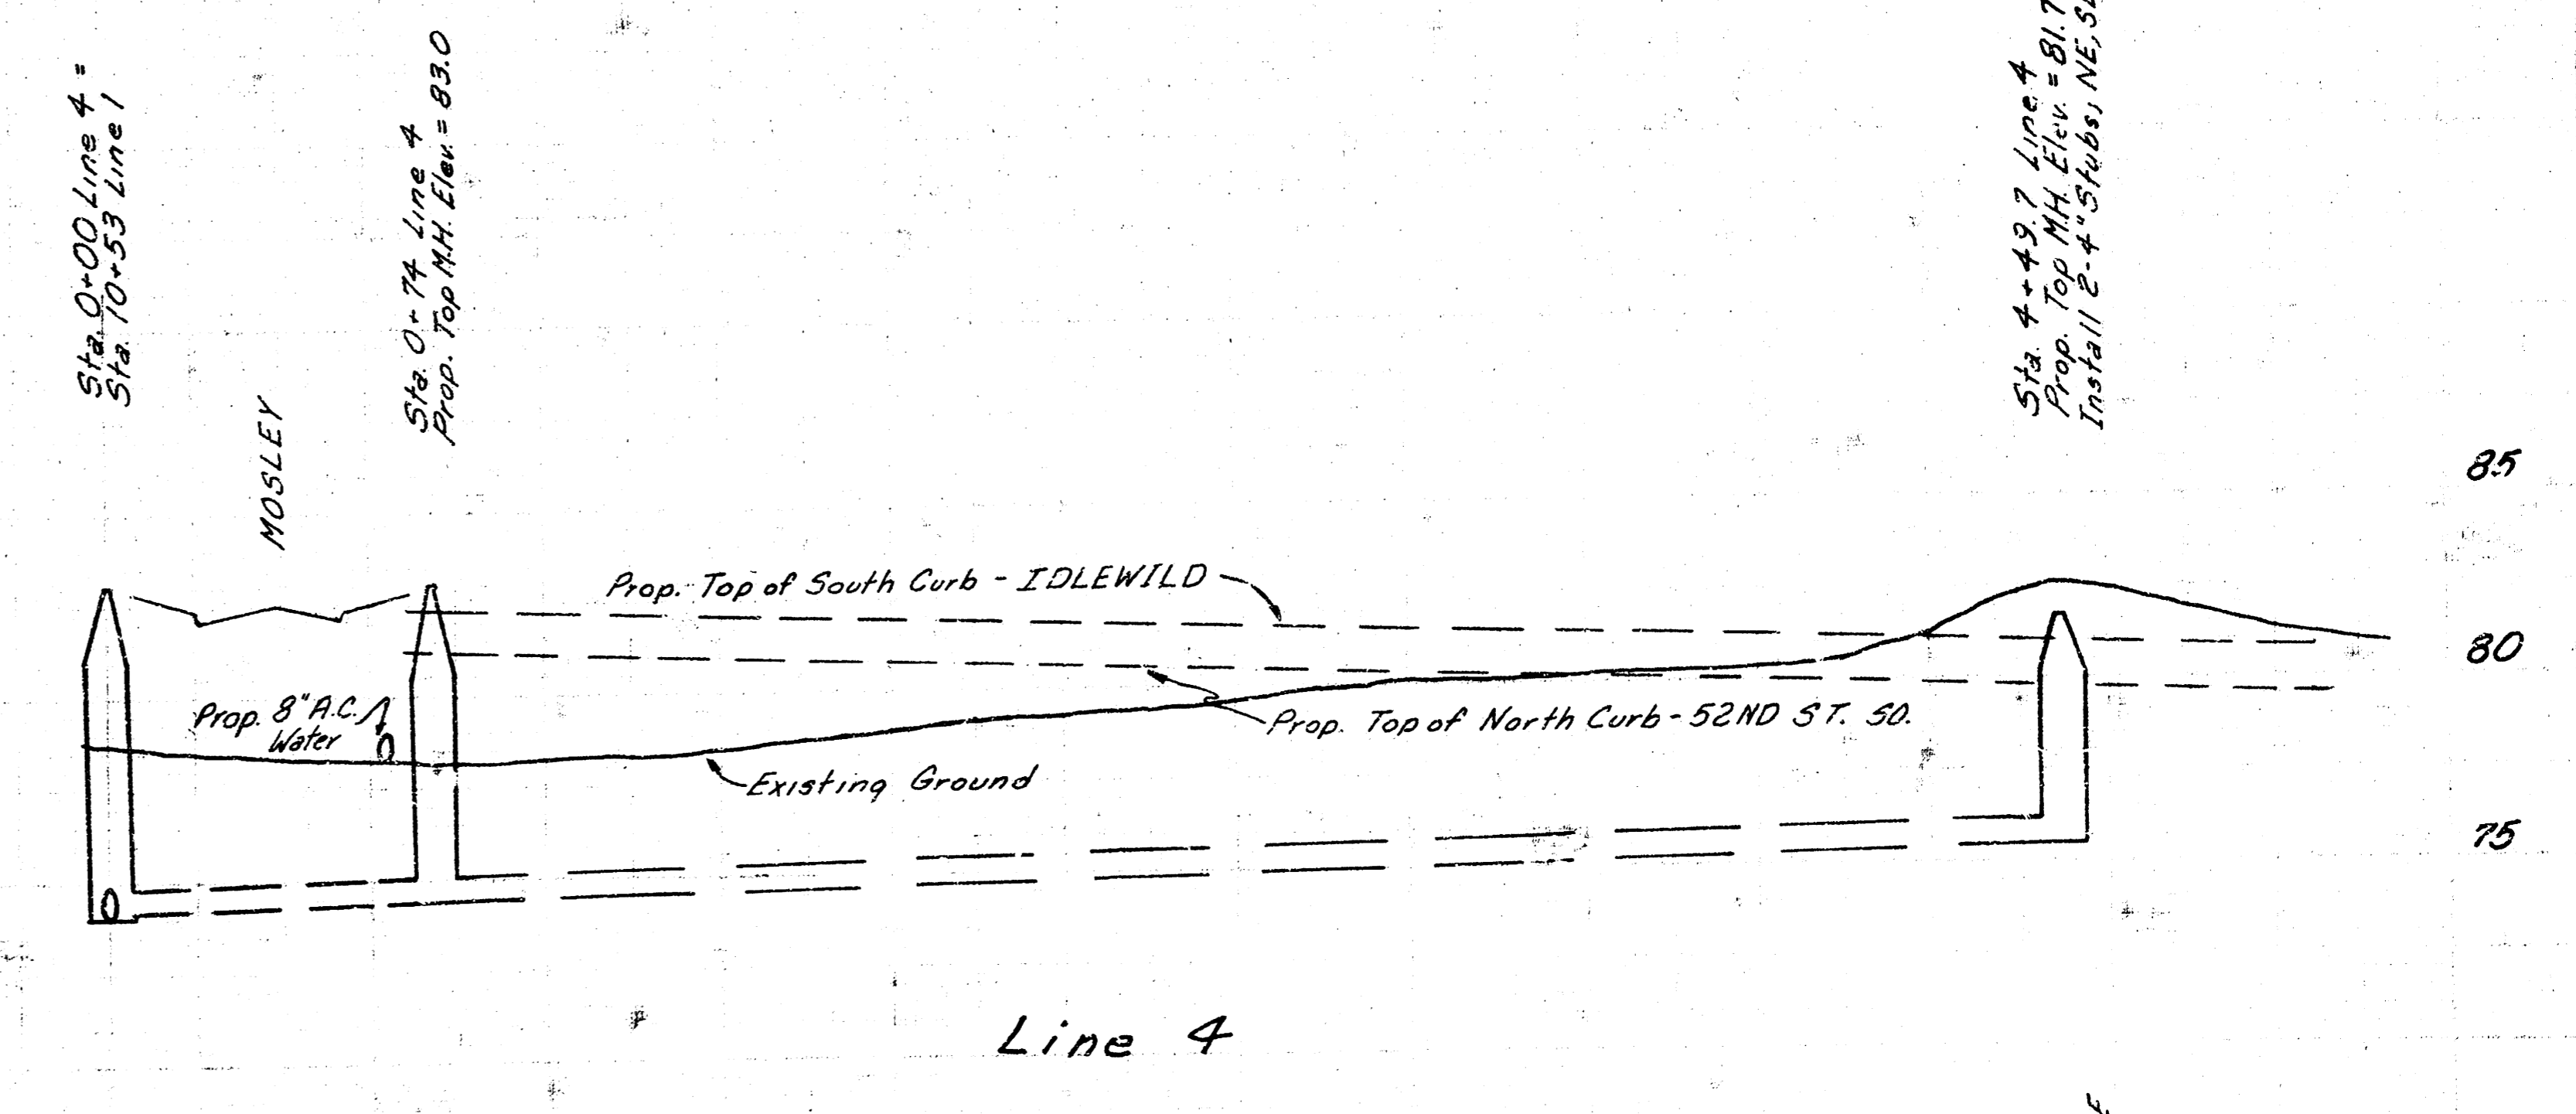 Sta. 0+00 Line 4 =
Sta. 10+53 Line 1
MOSLEY
Sta. 0+74 Line 4
Prop. Top M.H. Elev. = 83.0
Sta. 4+49.7 Line 4
Prop. Top M.H. Elev. = 81.7
Install 2-4" Stubs, NE,
85
Prop. Top of South Curb - IDLEWILD
80
Prop. 8" A.C.
Water
Prop. Top of North Curb - 52ND ST. SO.
Existing Ground
75
Line 4